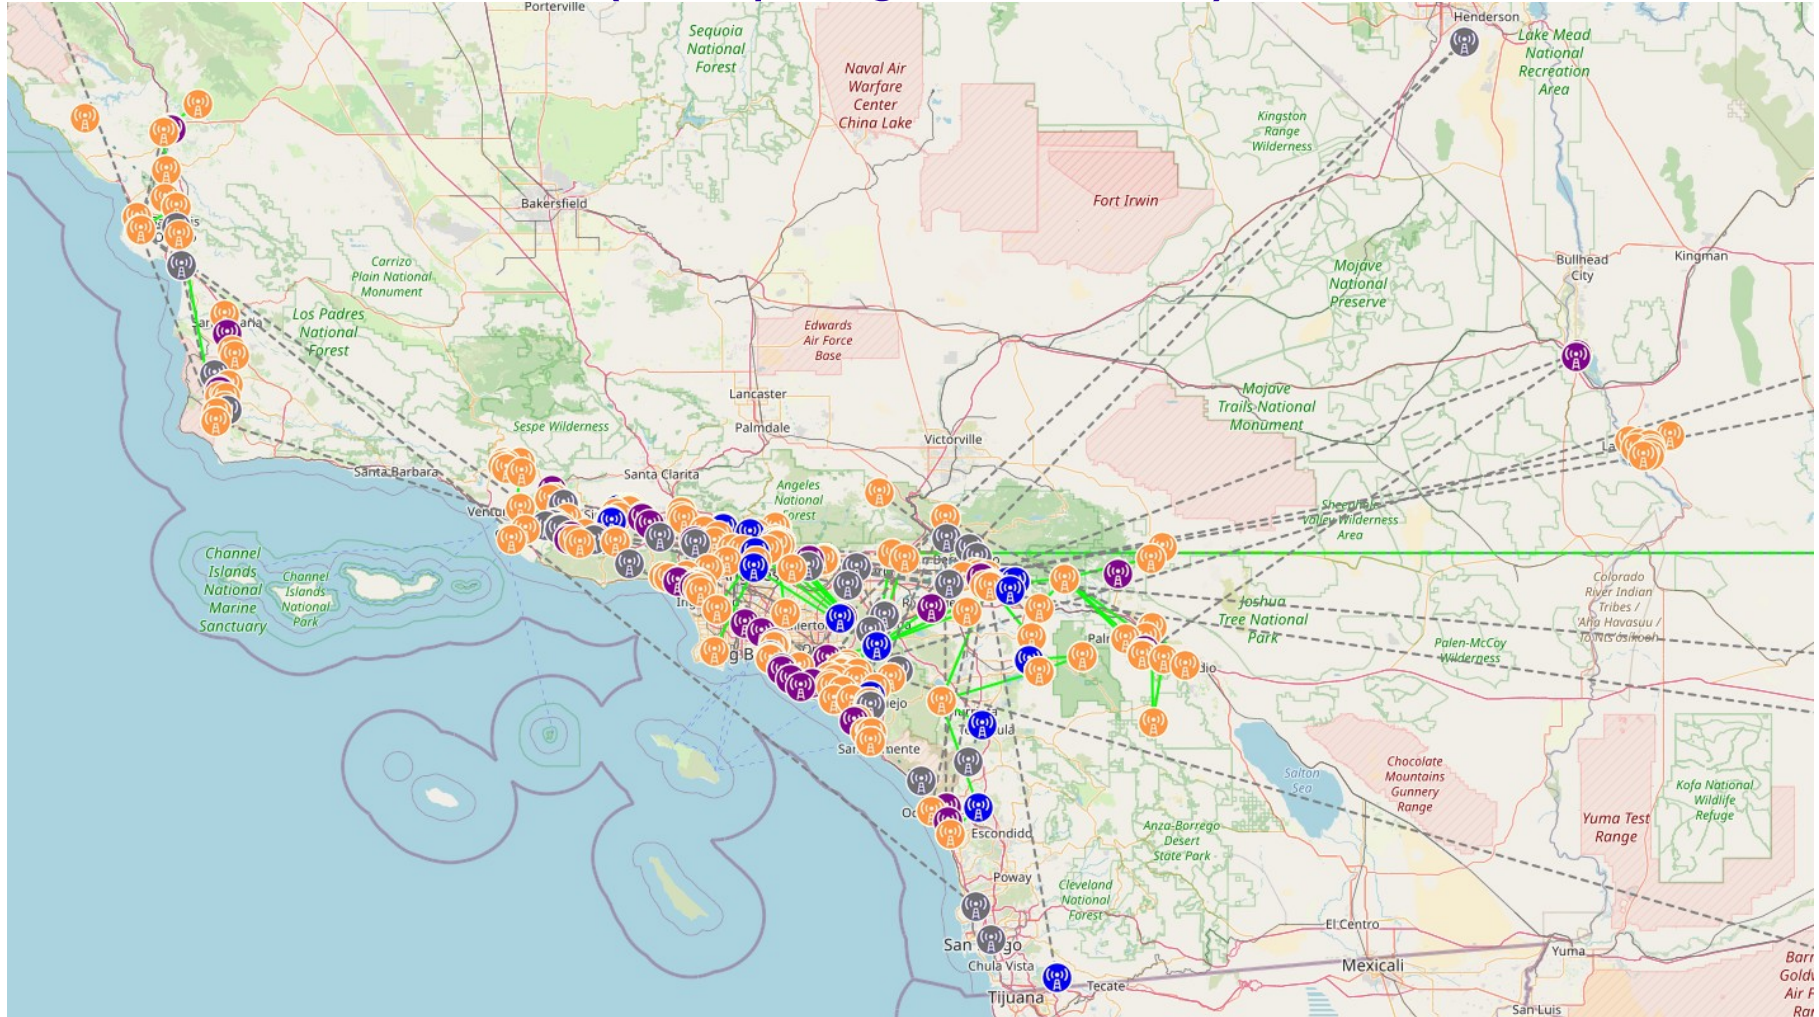 Porterville
Henderson
Sequoia
National
Forest
Lake Mead
National
Recreation
Area
Naval Air
Warfare
Center
China Lake
Kingston
Range
Wilderness
Bakersfield
Fort Irwin
Carrizo
Plain National
Monument
Mojave
National
Preserve
Bullhead
City
Kingman
Los Padres
National
Forest
Edwards
Air Force
Base
Lancaster
Mojave
Trails National
Monument
Sespe Wilderness
Palmdale
Victorville
Santa Barbara
Santa Clarita
Angeles
National
Forest
Sheephole
Valley Wilderness
Area
Channel
Islands
National
Marine
Sanctuary
Channel
Islands
National
Park
Joshua
Tree National
Park
Colorado
River Indian
Tribes /
Palen-McCoy
Wilderness
Salton
Sea
Chocolate
Mountains
Gunnery
Range
Kofa National
Wildlife
Refuge
Yuma Test
Range
Escondido
Anza-Borrego
Desert
State Park
Poway
Cleveland
National
Forest
El Centro
Yuma
Chula Vista
Mexicali
Tijuana
Tecate
San Luis